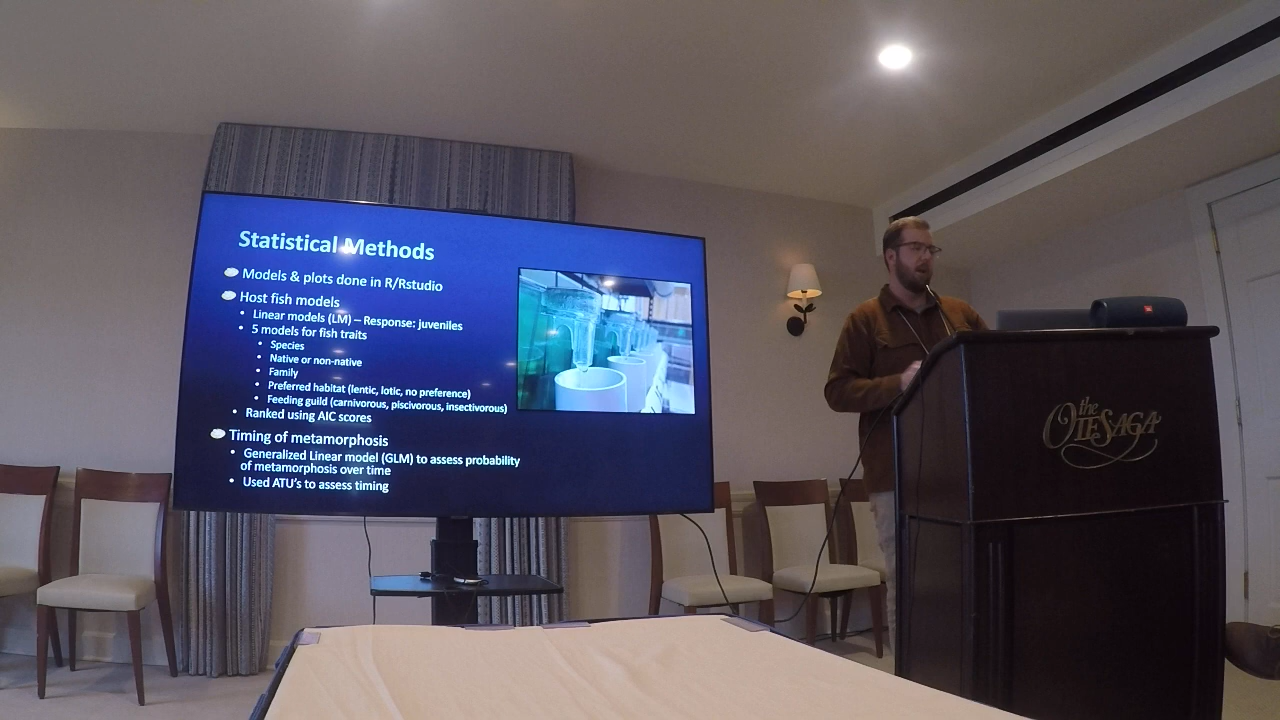 Statistical Methods
Models & plots done in R/Rstudio
Host fish models
Linear models (LM) – Response: juveniles
5 models for fish traits
Species
Native or non-native
Family
Preferred habitat (lentic, lotic, no preference)
Feeding guild (carnivorous, piscivorous, insectivorous)
Ranked using AIC scores
Timing of metamorphosis
Generalized Linear model (GLM) to assess probability
of metamorphosis over time
Used ATU's to assess timing
JBL
the
OTESAGA